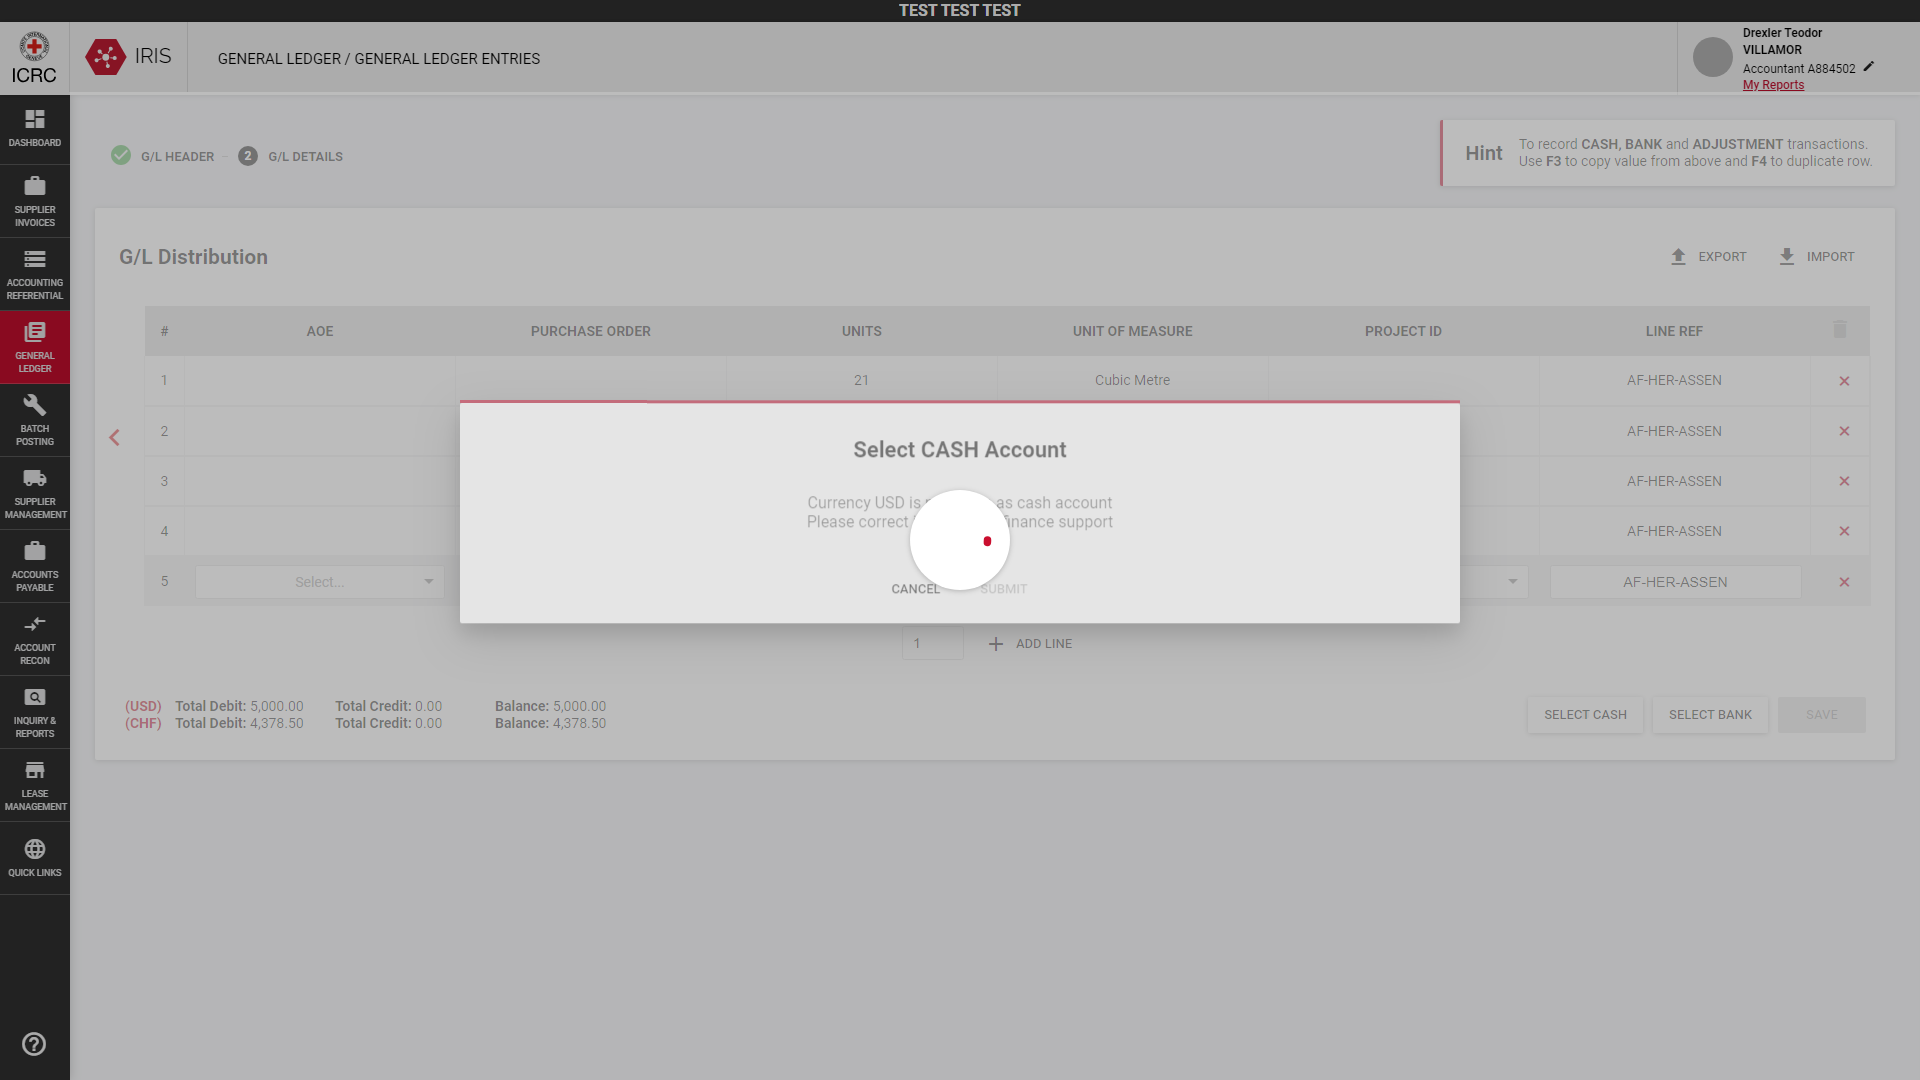 TEST TEST TEST
ICRC
IRIS
GENERAL LEDGER / GENERAL LEDGER ENTRIES
Drexler Teodor
VILLAMOR
Accountant A884502
My Reports
DASHBOARD
SUPPLIER
INVOICES
ACCOUNTING
REFERENTIAL
GENERAL
LEDGER
BATCH
POSTING
SUPPLIER
MANAGEMENT
ACCOUNTS
PAYABLE
ACCOUNT
RECON
INQUIRY &
REPORTS
LEASE
MANAGEMENT
QUICK LINKS
G/L HEADER 2 G/L DETAILS
Hint
To record CASH, BANK and ADJUSTMENT transactions.
Use F3 to copy value from above and F4 to duplicate row.
G/L Distribution
EXPORT IMPORT
# AOE PURCHASE ORDER UNITS UNIT OF MEASURE PROJECT ID LINE REF
1 21 Cubic Metre AF-HER-ASSEN
2 AF-HER-ASSEN
3 AF-HER-ASSEN
4 AF-HER-ASSEN
5 Select... AF-HER-ASSEN
Select CASH Account
Currency USD is as cash account
Please correct finance support
CANCEL SUBMIT
1 ADD LINE
(USD) Total Debit: 5,000.00 Total Credit: 0.00 Balance: 5,000.00
(CHF) Total Debit: 4,378.50 Total Credit: 0.00 Balance: 4,378.50
SELECT CASH SELECT BANK SAVE